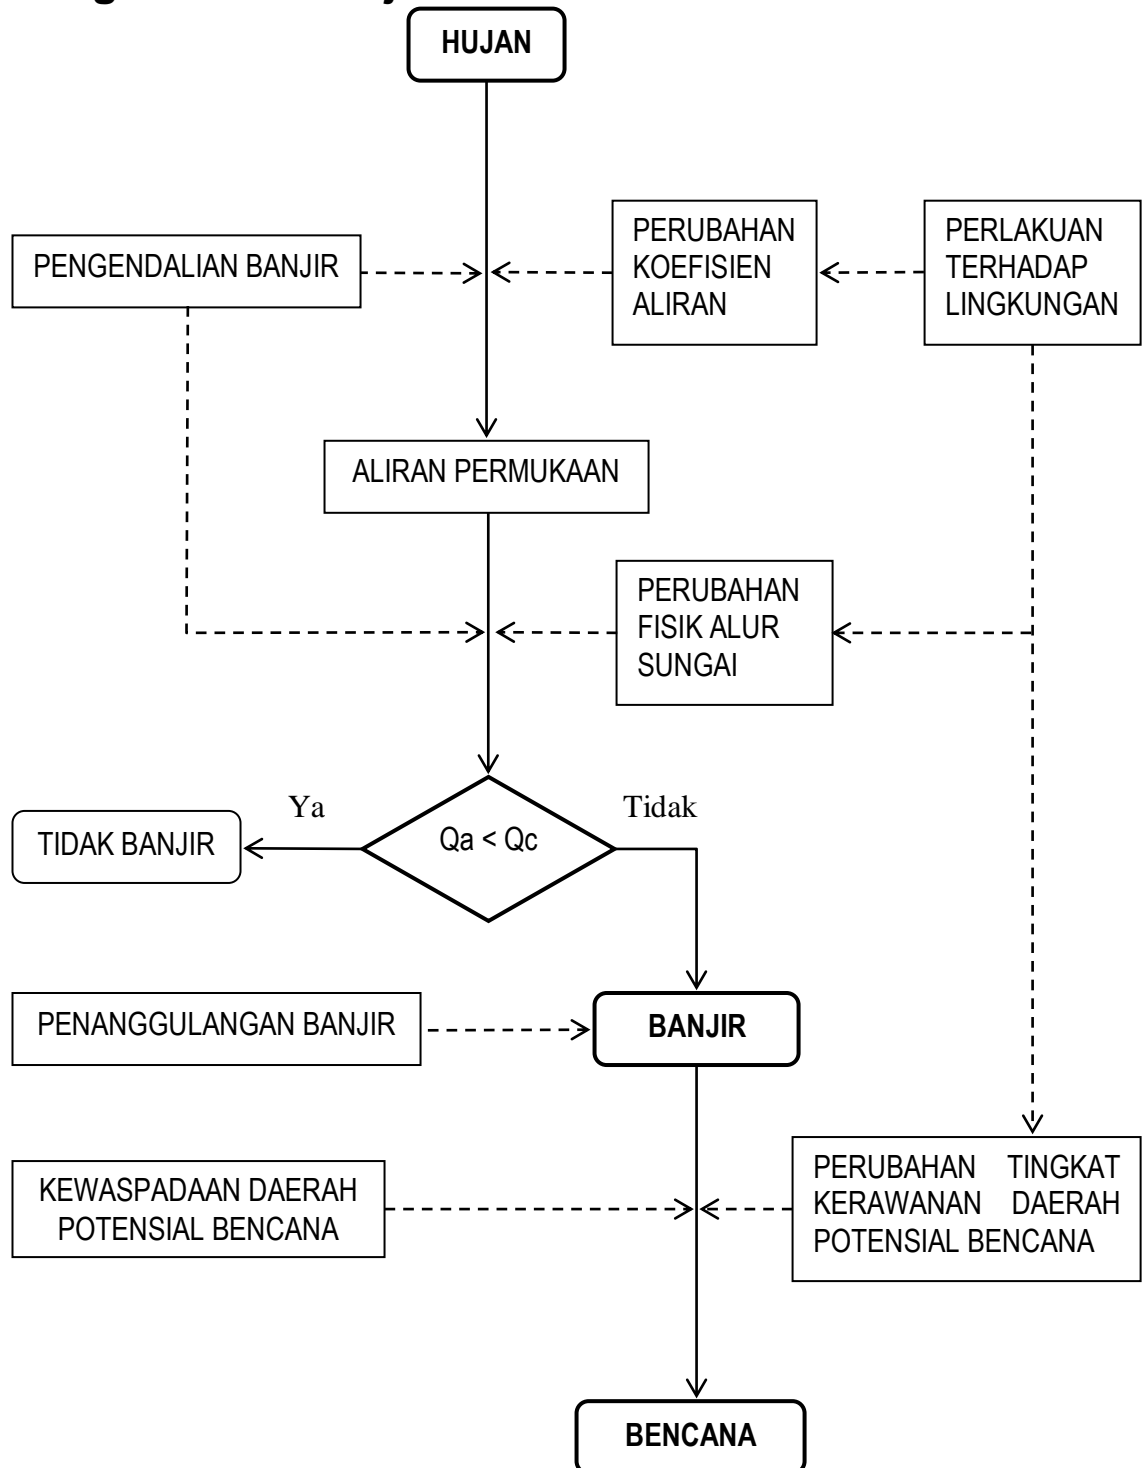 HUJAN
PENGENDALIAN BANJIR
PERUBAHAN
KOEFISIEN
ALIRAN
PERLAKUAN
TERHADAP
LINGKUNGAN
ALIRAN PERMUKAAN
PERUBAHAN
FISIK ALUR
SUNGAI
Ya
Tidak
TIDAK BANJIR
Qa < Qc
PENANGGULANGAN BANJIR
BANJIR
KEWASPADAAN DAERAH
POTENSIAL BENCANA
PERUBAHAN TINGKAT
KERAWANAN DAERAH
POTENSIAL BENCANA
BENCANA